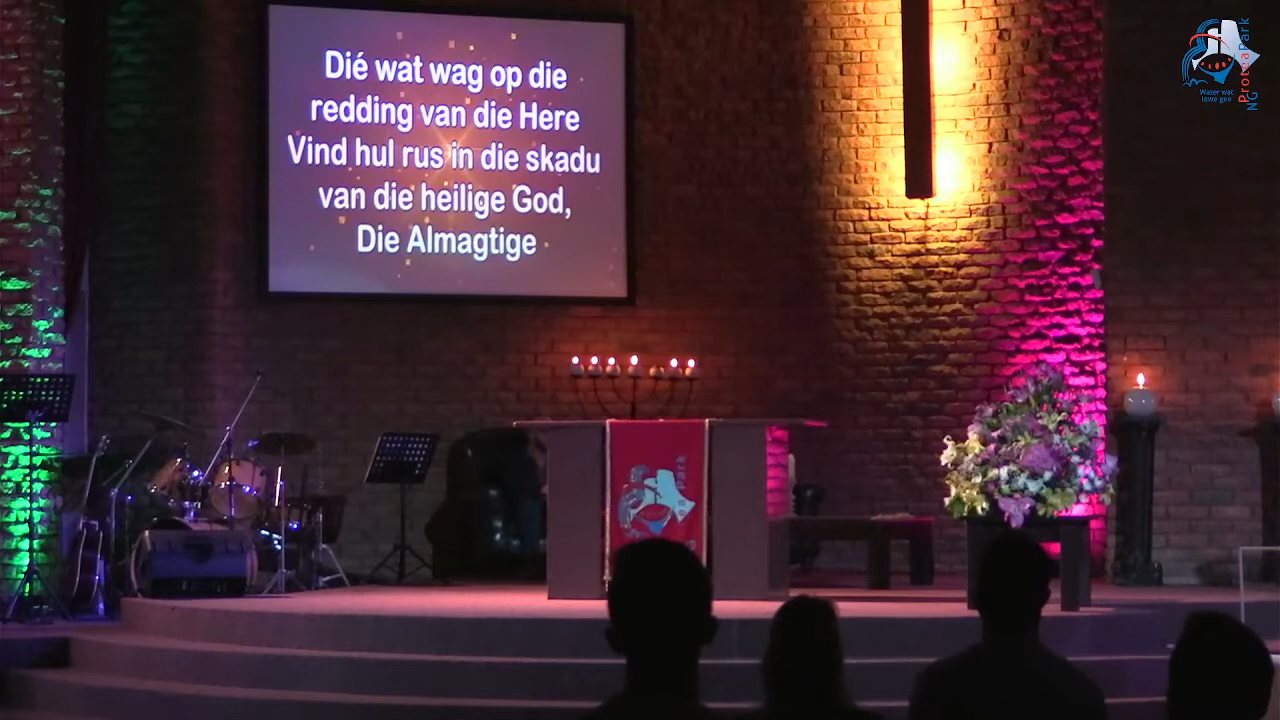 Dié wat wag op die
redding van die Here
Vind hul rus in die skadu
van die heilige God,
Die Almagtige
Water wat
lewe gee
NG ProteaPark
Park